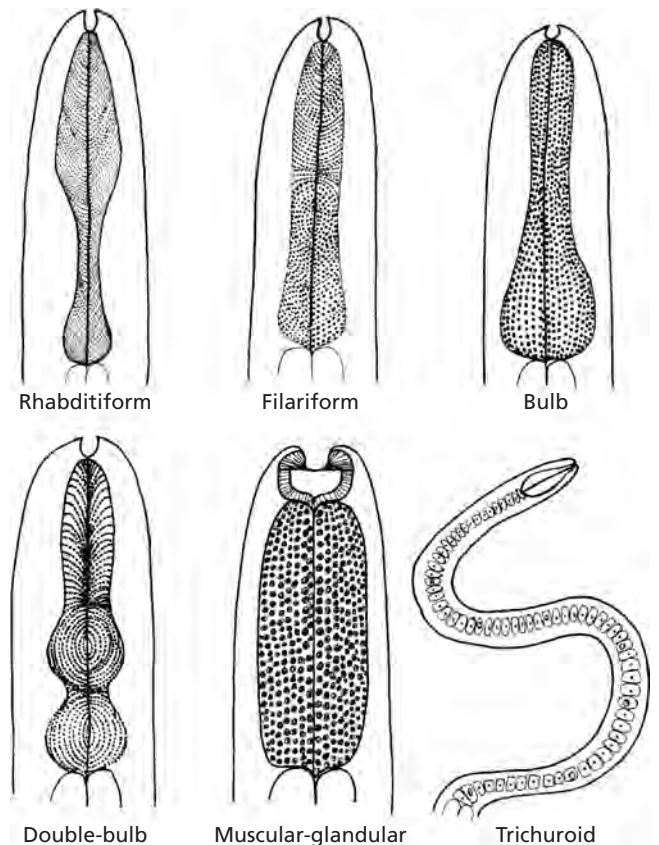 Rhabditiform
Filariform
Bulb
Double-bulb
Muscular-glandular
Trichuroid